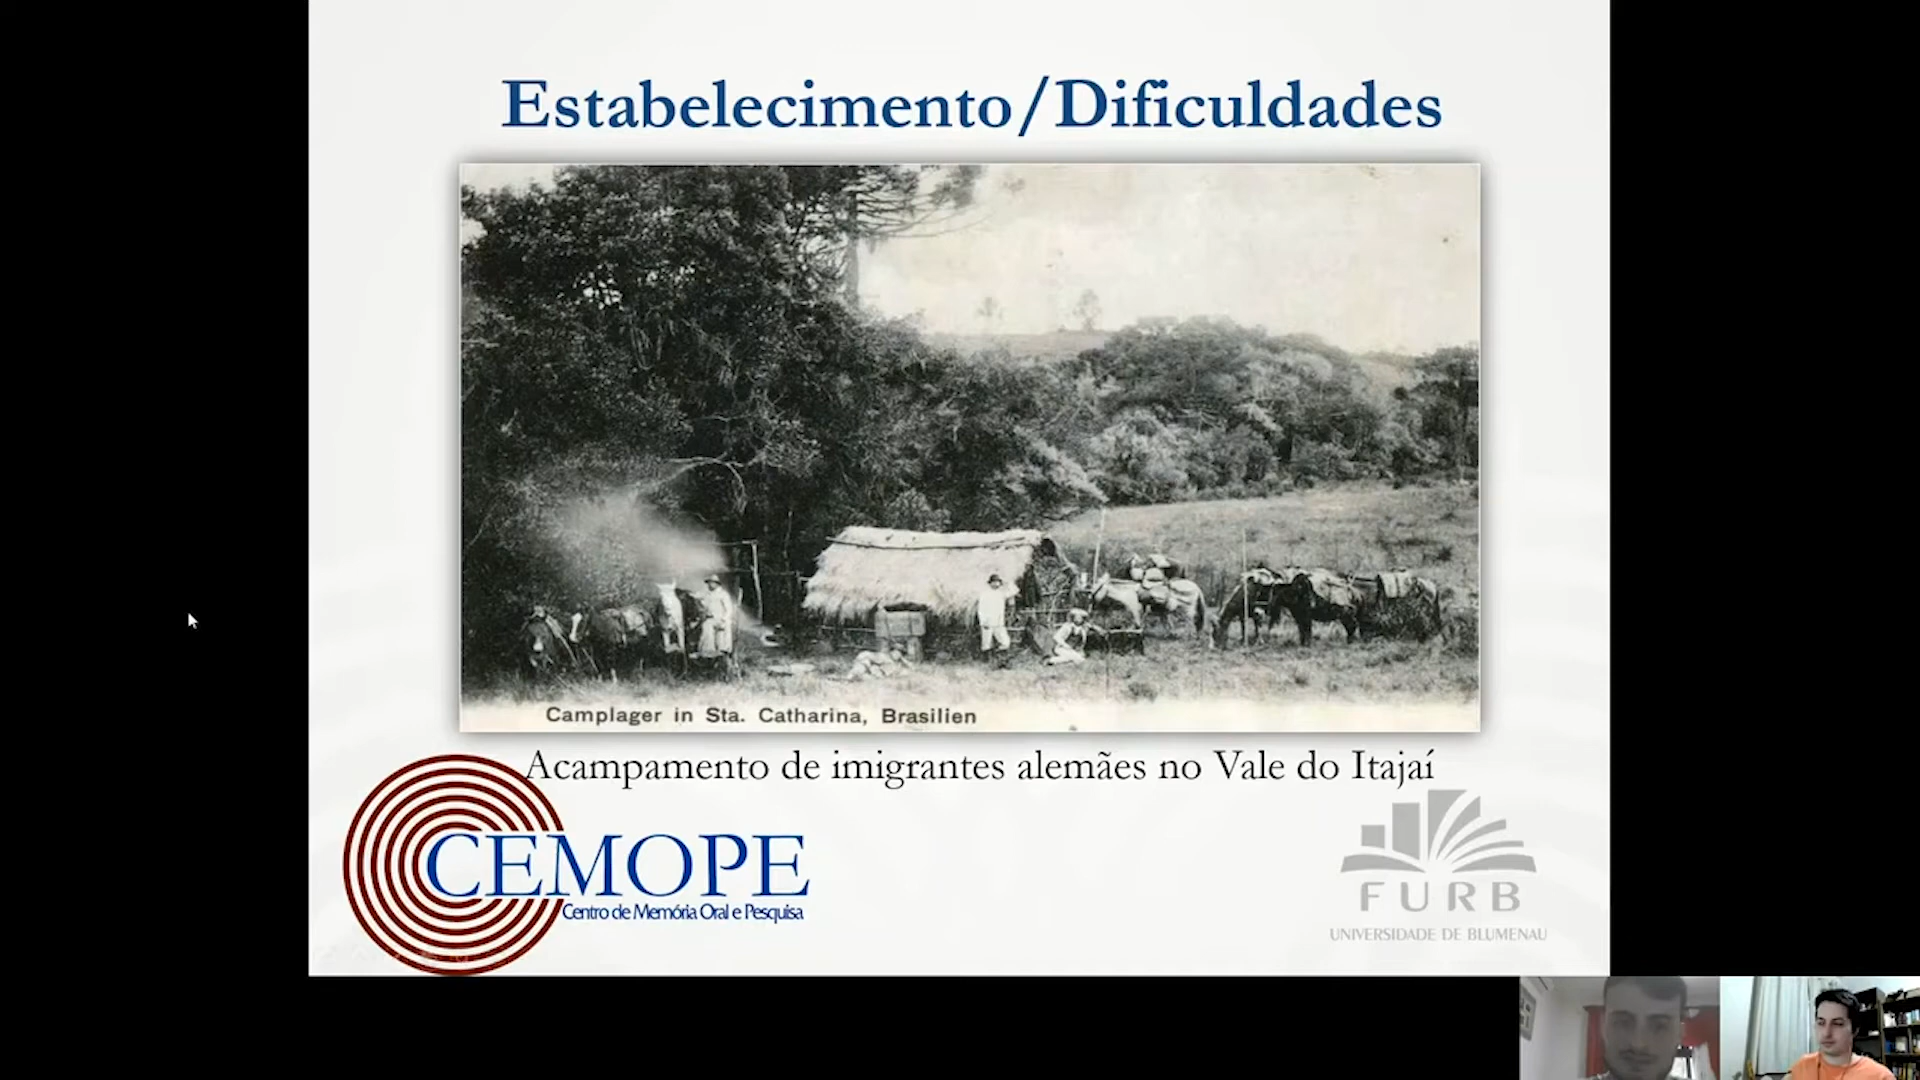 Estabelecimento/Dificuldades
Camplager in Sta. Catharina, Brasilien
Acampamento de imigrantes alemães no Vale do Itajaí
CEMOPE
Centro de Memória Oral e Pesquisa
FURB
UNIVERSIDADE DE BLUMENAU